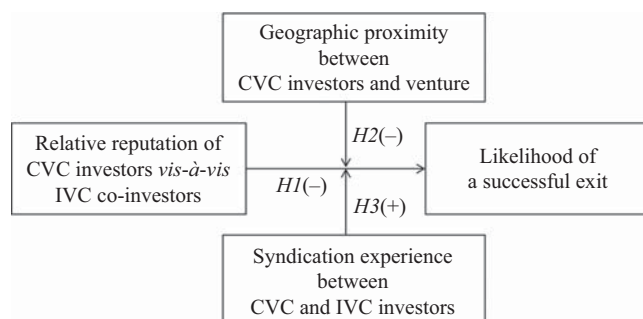 Geographic proximity
between
CVC investors and venture
H2(–)
Relative reputation of
CVC investors vis-à-vis
IVC co-investors
H1(–)
Likelihood of
a successful exit
H3(+)
Syndication experience
between
CVC and IVC investors